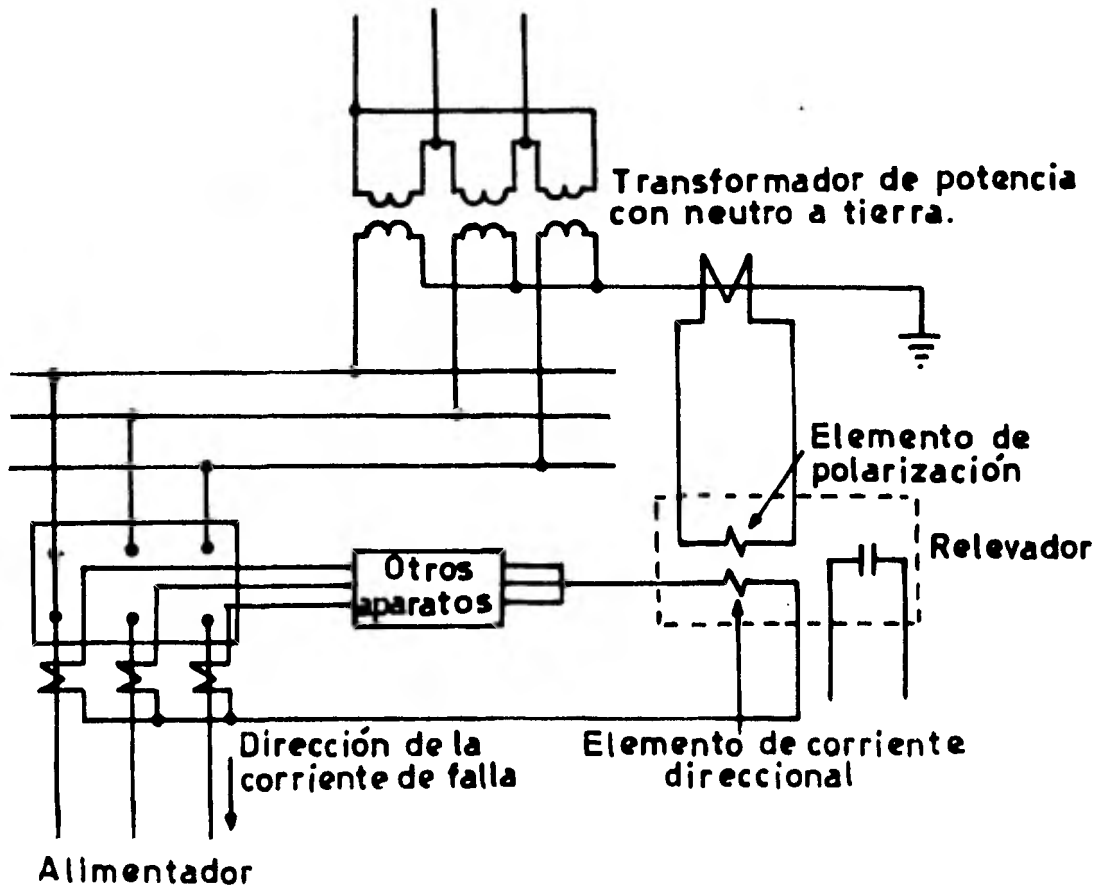 Transformador de potencia
con neutro a tierra.
Elemento de
polarización
Relevador
Otros
aparatos
Dirección de la
corriente de falla
Elemento de corriente
direccional
Alimentador